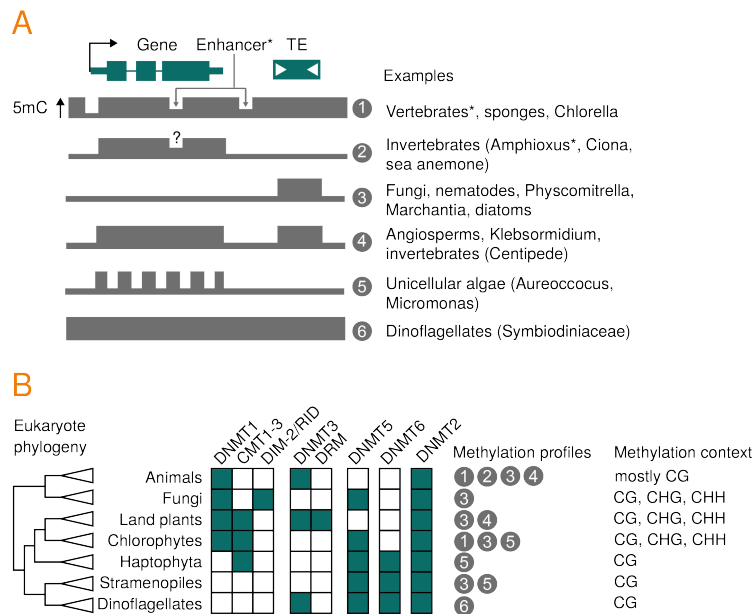 A
Gene Enhancer* TE
Examples
5mC
1 Vertebrates*, sponges, Chlorella
?
2 Invertebrates (Amphioxus*, Ciona,
sea anemone)
3 Fungi, nematodes, Physcomitrella,
Marchantia, diatoms
4 Angiosperms, Klebsormidium,
invertebrates (Centipede)
5 Unicellular algae (Aureoccocus,
Micromonas)
6 Dinoflagellates (Symbiodiniaceae)
B
Eukaryote
phylogeny
DNMT1
CMT1-3
DIM-2/RID
DNMT3
DRM
DNMT5
DNMT6
DNMT2
Methylation profiles
Methylation context
Animals 1 2 3 4 mostly CG
Fungi 3 CG, CHG, CHH
Land plants 3 4 CG, CHG, CHH
Chlorophytes 1 3 5 CG, CHG, CHH
Haptophyta 5 CG
Stramenopiles 3 5 CG
Dinoflagellates 6 CG